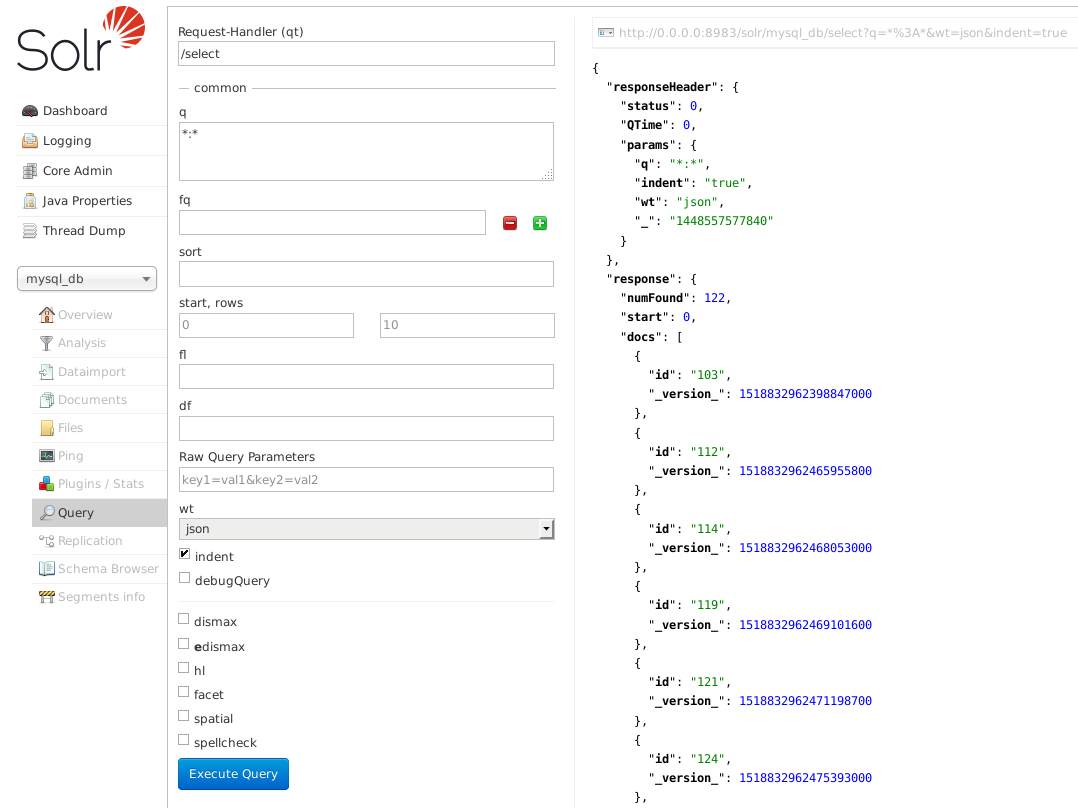 Solr
Dashboard
Logging
Core Admin
Java Properties
Thread Dump
mysql_db
Overview
Analysis
Dataimport
Documents
Files
Ping
Plugins / Stats
Query
Replication
Schema Browser
Segments info
Request-Handler (qt)
/select
common
q
*:*
fq
sort
start, rows
0 10
fl
df
Raw Query Parameters
key1=val1&key2=val2
wt
json
indent
debugQuery
dismax
edismax
hl
facet
spatial
spellcheck
Execute Query
http://0.0.0.0:8983/solr/mysql_db/select?q=*%3A*&wt=json&indent=true
{
"responseHeader": {
"status": 0,
"QTime": 0,
"params": {
"q": "*:*",
"indent": "true",
"wt": "json",
"_": "1448557577840"
}
},
"response": {
"numFound": 122,
"start": 0,
"docs": [
{
"id": "103",
"_version_": 1518832962398847000
},
{
"id": "112",
"_version_": 1518832962465955800
},
{
"id": "114",
"_version_": 1518832962468053000
},
{
"id": "119",
"_version_": 1518832962469101600
},
{
"id": "121",
"_version_": 1518832962471198700
},
{
"id": "124",
"_version_": 1518832962475393000
},